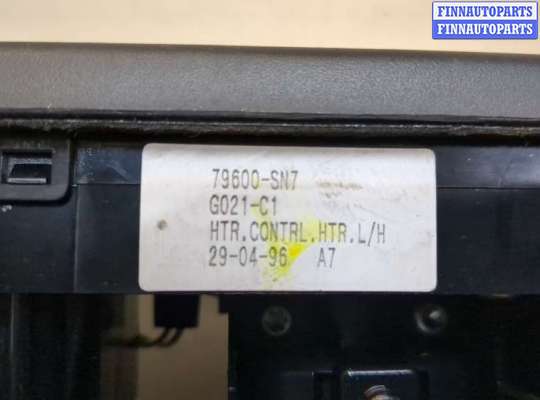 FINNAUTOPARTS
FINNAUTOPARTS
79600-SN7
G021-C1
HTR.CONTRL.HTR.L/H
29-04-96 A7